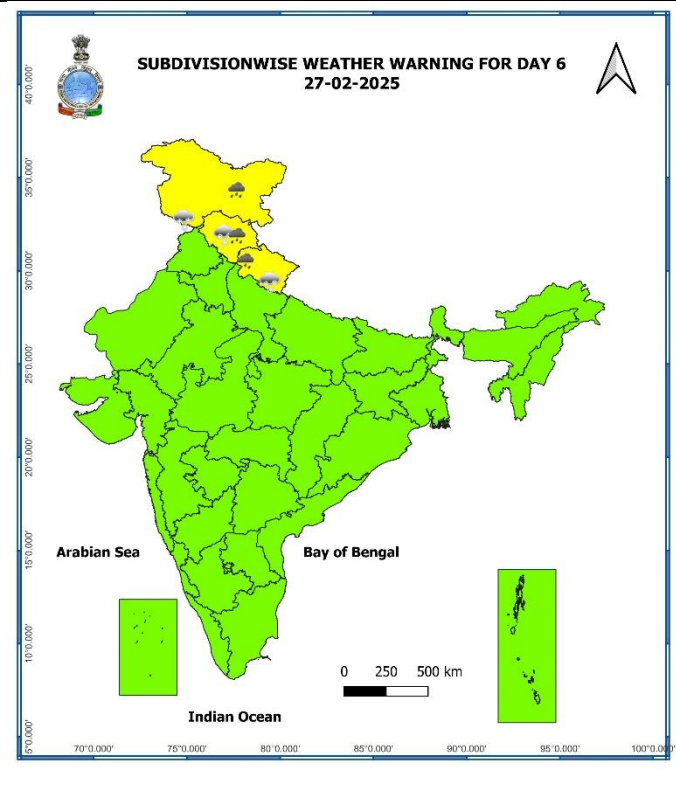 SUBDIVISIONWISE WEATHER WARNING FOR DAY 6
27-02-2025
40°0.000'
35°0.000'
30°0.000'
25°0.000'
20°0.000'
15°0.000'
10°0.000'
5°0.000'
Arabian Sea
Bay of Bengal
0 250 500 km
Indian Ocean
70°0.000' 75°0.000' 80°0.000' 85°0.000' 90°0.000' 95°0.000' 100°0.000'